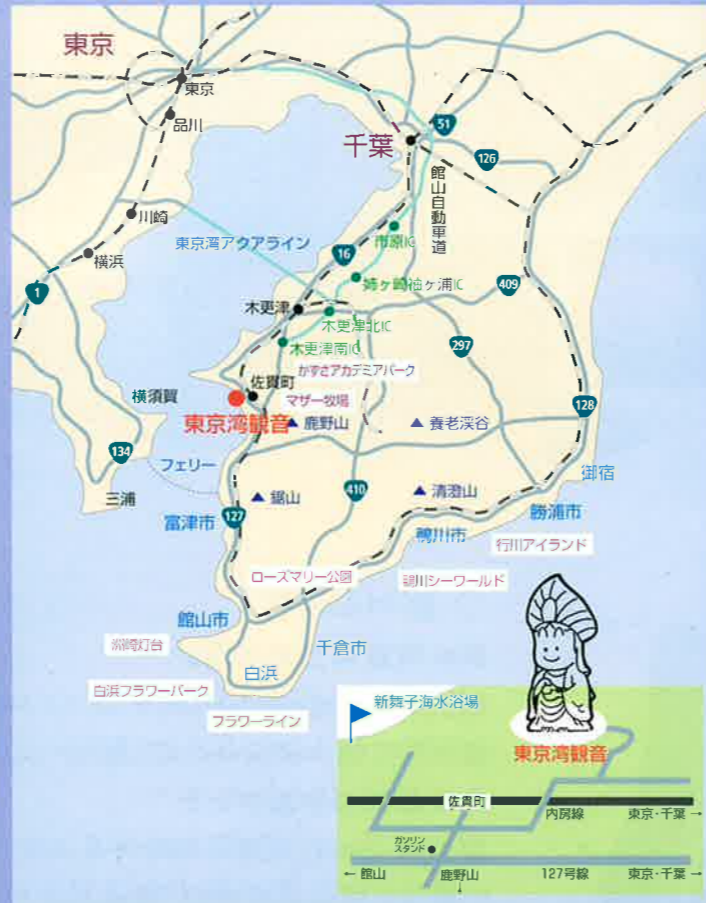 東京
東京
品川
川崎
横浜
1
千葉
51
126
館山自動車道
東京湾アクアライン
市原IC
16
姉ヶ崎袖ヶ浦IC
409
木更津
木更津北IC
木更津南IC
297
かずさアカデミアパーク
佐貫町
マザー牧場
128
横須賀
東京湾観音
鹿野山
養老渓谷
134
フェリー
三浦
鋸山
410
清澄山
御宿
富津市
127
勝浦市
鴨川市
行川アイランド
ローズマリー公園
鴨川シーワールド
館山市
洲崎灯台
千倉市
白浜
白浜フラワーパーク
フラワーライン
新舞子海水浴場
東京湾観音
佐貫町
内房線
東京・千葉→
ガソリン
スタンド
←館山
鹿野山
↓
127号線
東京・千葉→